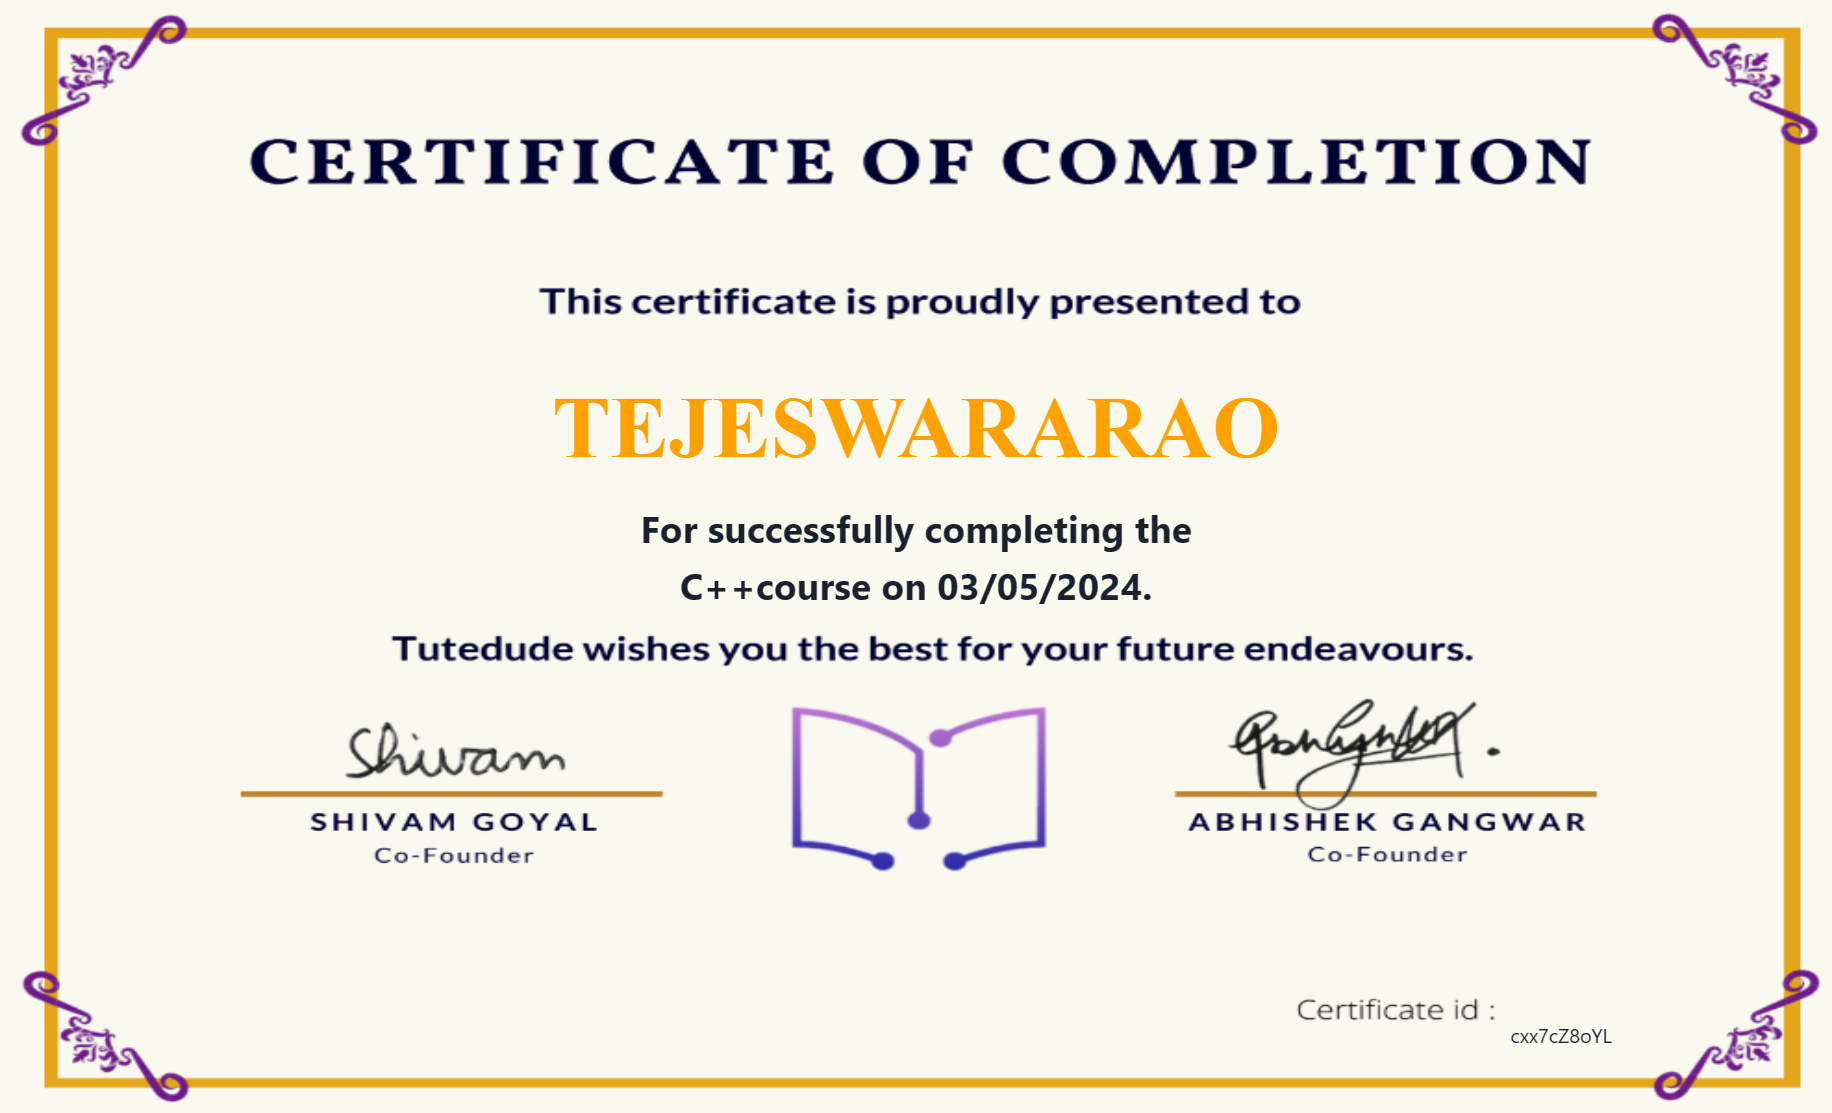 CERTIFICATE OF COMPLETION
This certificate is proudly presented to
TEJESWARARAO
For successfully completing the
C++course on 03/05/2024.
Tutedude wishes you the best for your future endeavours.
Shivam
SHIVAM GOYAL
Co-Founder
ABHISHEK GANGWAR
Co-Founder
Certificate id :
cxx7cZ8oYL